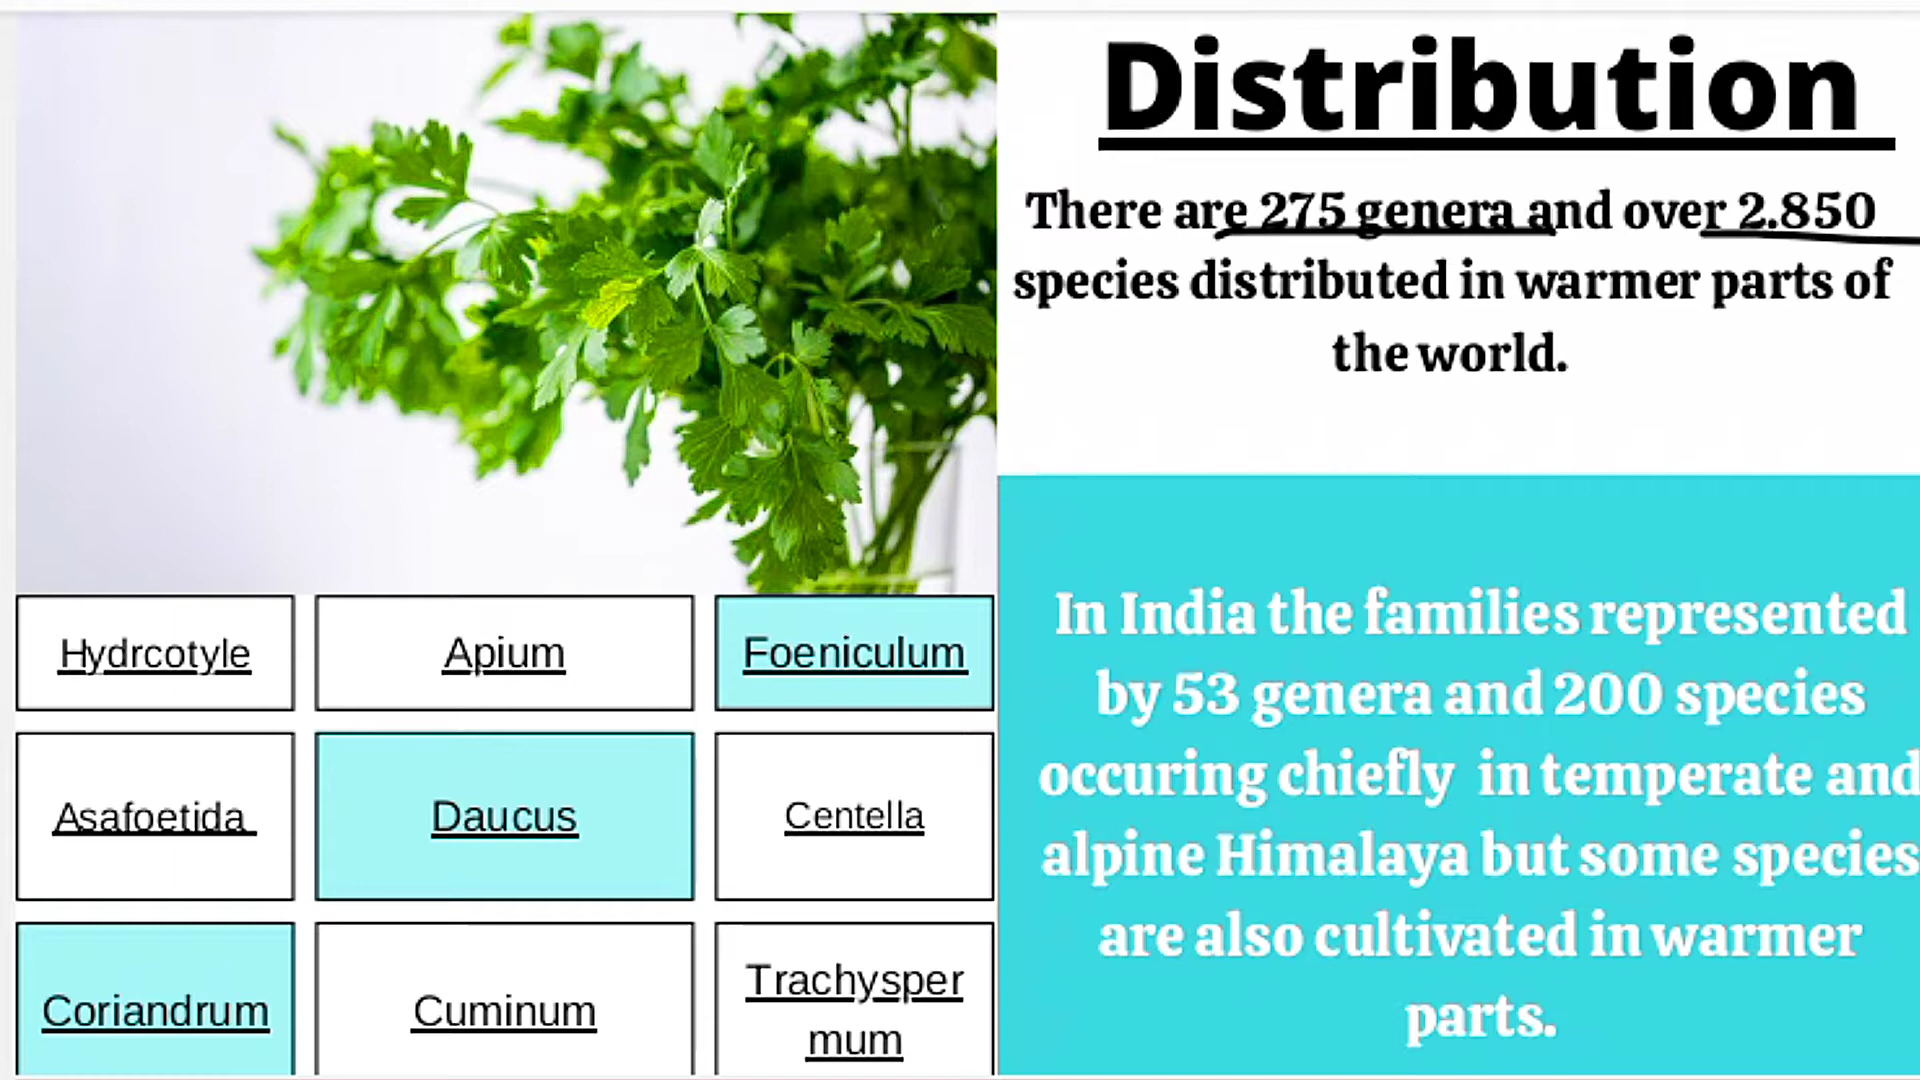 Distribution
There are 275 genera and over 2.850
species distributed in warmer parts of
the world.
In India the families represented
by 53 genera and 200 species
occuring chiefly in temperate and
alpine Himalaya but some species
are also cultivated in warmer
parts.
Hydrcotyle
Apium
Foeniculum
Asafoetida
Daucus
Centella
Coriandrum
Cuminum
Trachysper
mum